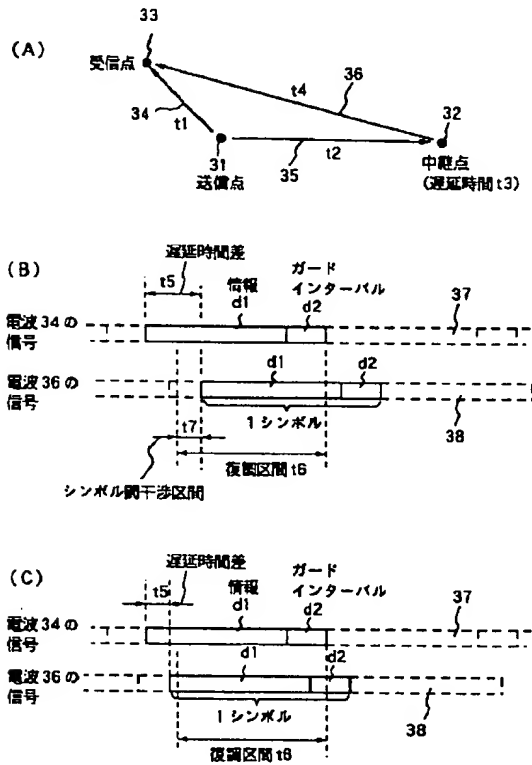 (A)
33
受信点
34
t1
t4
36
32
31
送信点
35
t2
中継点
(遅延時間t3)
(B)
遅延時間差
t5
情報
d1
ガード
インターバル
d2
電波34の
信号
37
電波36の
信号
d1
d2
1シンボル
38
t7
復調区間t6
シンボル間干渉区間
(C)
遅延時間差
t5
情報
d1
ガード
インターバル
d2
電波34の
信号
37
電波36の
信号
d1
d2
1シンボル
38
復調区間t6